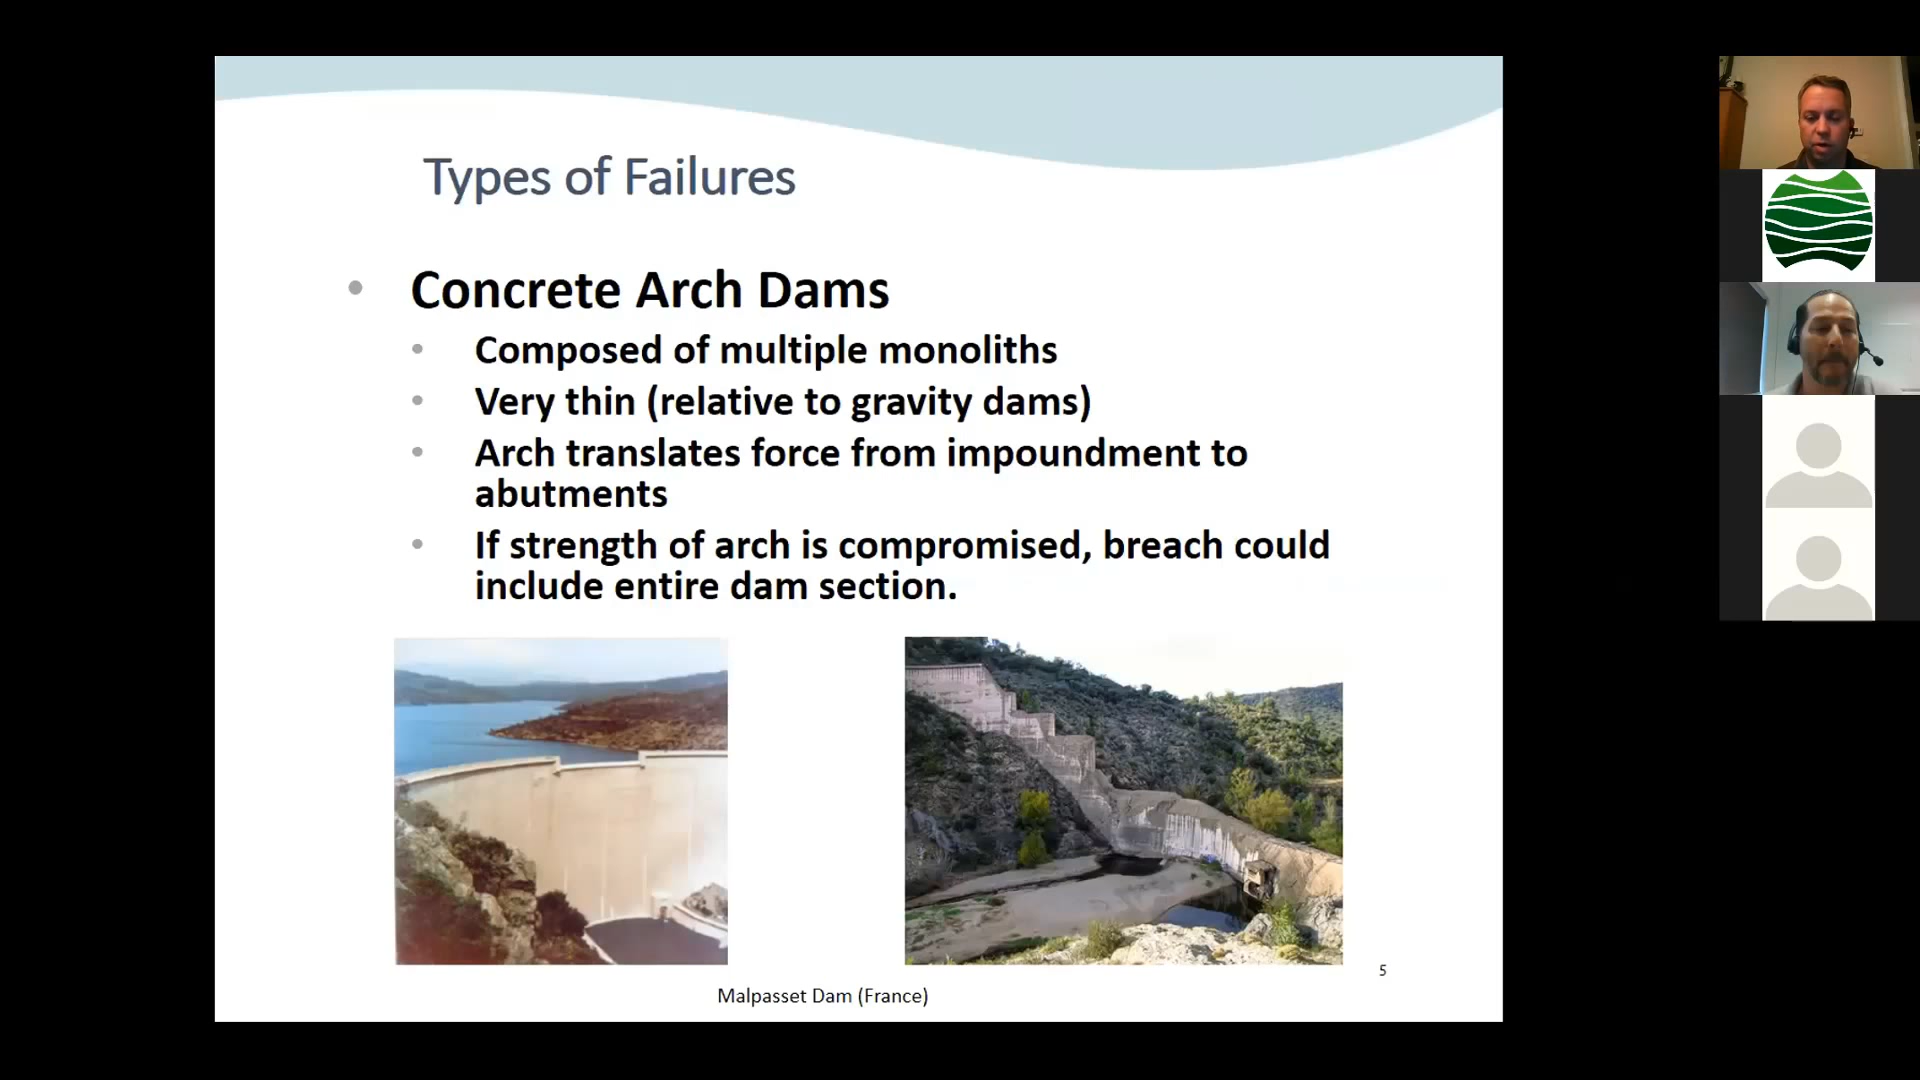 Types of Failures
• Concrete Arch Dams
• Composed of multiple monoliths
• Very thin (relative to gravity dams)
• Arch translates force from impoundment to
abutments
• If strength of arch is compromised, breach could
include entire dam section.
5
Malpasset Dam (France)